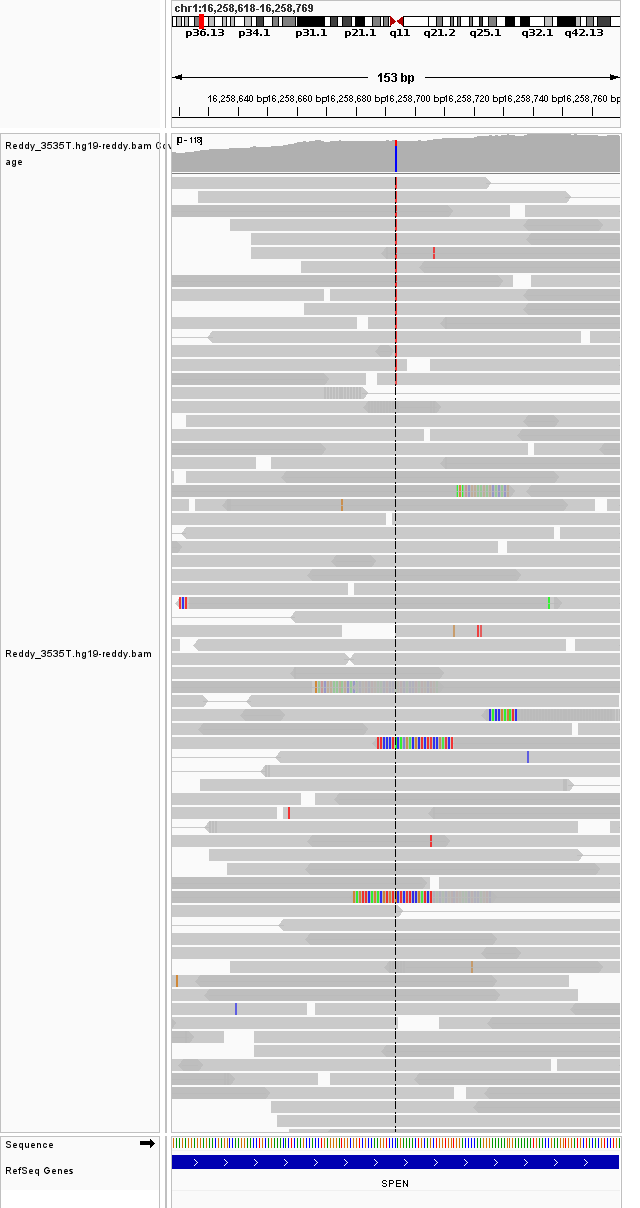 chr1:16,258,618-16,258,769
p36.13 p34.1 p31.1 p21.1 q11 q21.2 q25.1 q32.1 q42.13
153 bp
16,258,640 bp 16,258,660 bp 16,258,680 bp 16,258,700 bp 16,258,720 bp 16,258,740 bp 16,258,760 bp
[0 - 118]
Reddy_3535T.hg19-reddy.bam Cov
age
Reddy_3535T.hg19-reddy.bam
Sequence
RefSeq Genes
SPEN